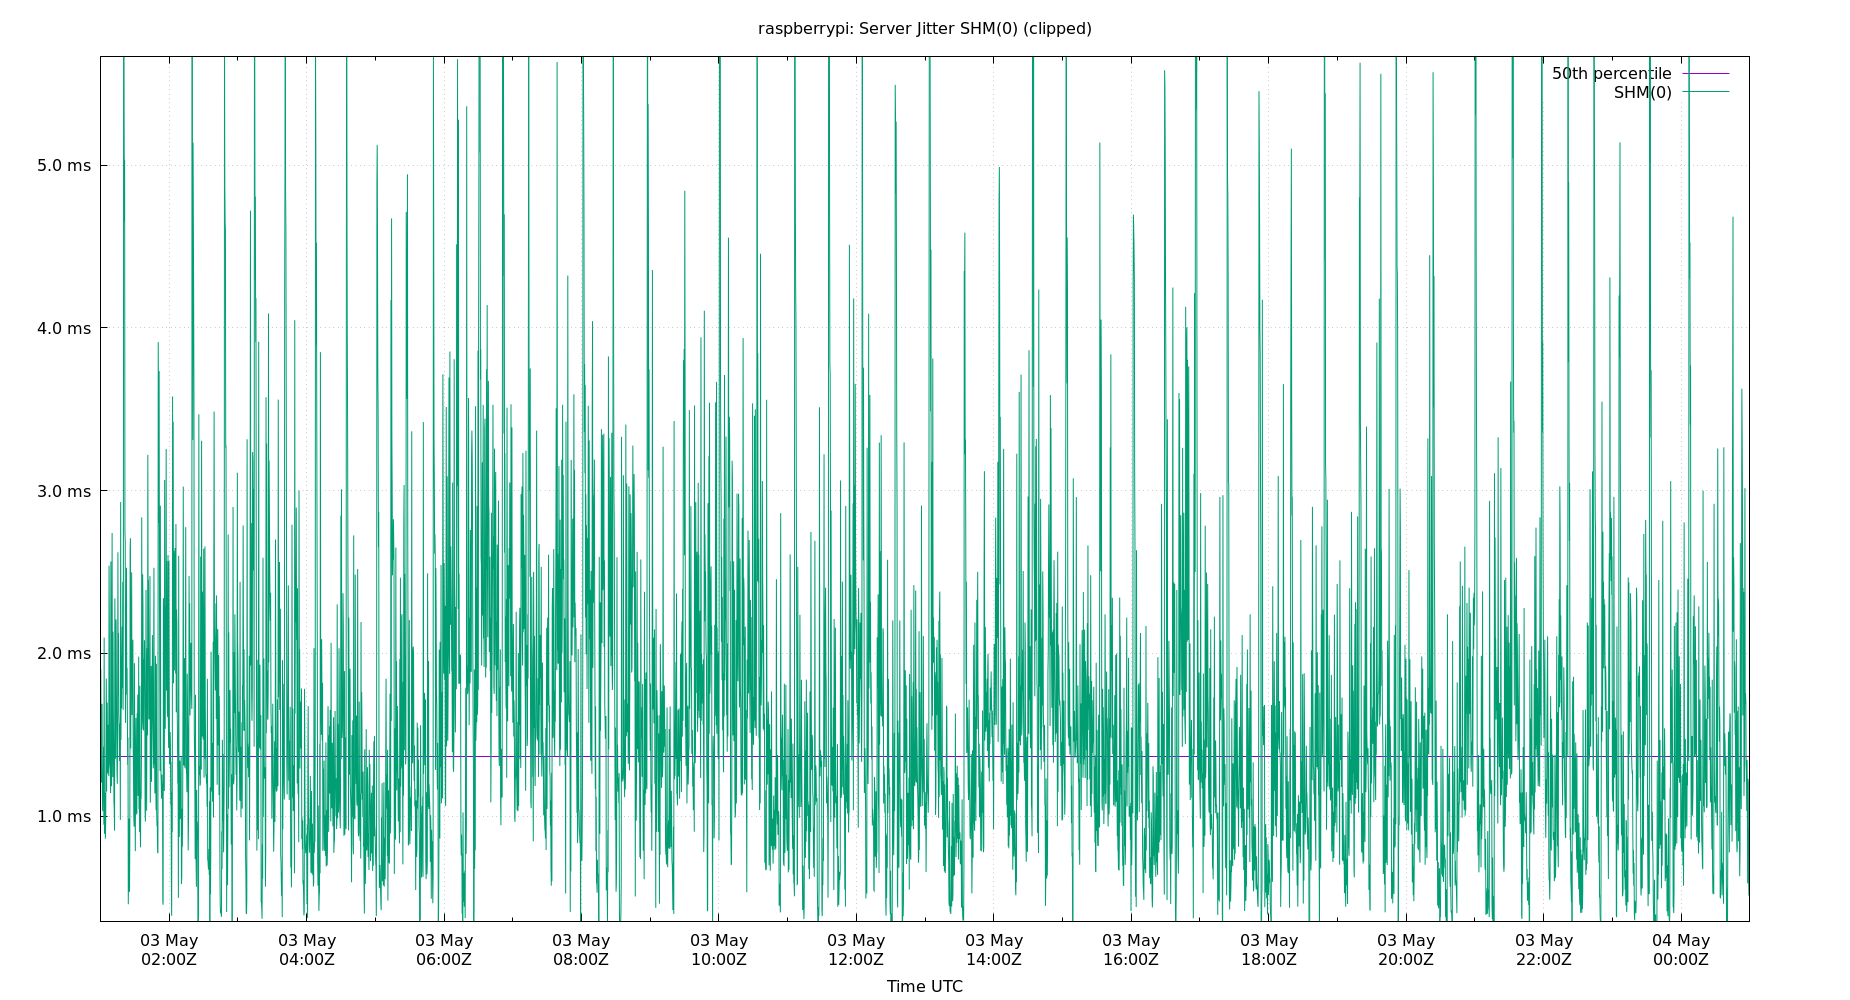 raspberrypi: Server Jitter SHM(0) (clipped)
50th percentile
SHM(0)
5.0 ms
4.0 ms
3.0 ms
2.0 ms
1.0 ms
03 May 03 May 03 May 03 May 03 May 03 May 03 May 03 May 03 May 03 May 03 May 04 May
02:00Z 04:00Z 06:00Z 08:00Z 10:00Z 12:00Z 14:00Z 16:00Z 18:00Z 20:00Z 22:00Z 00:00Z
Time UTC